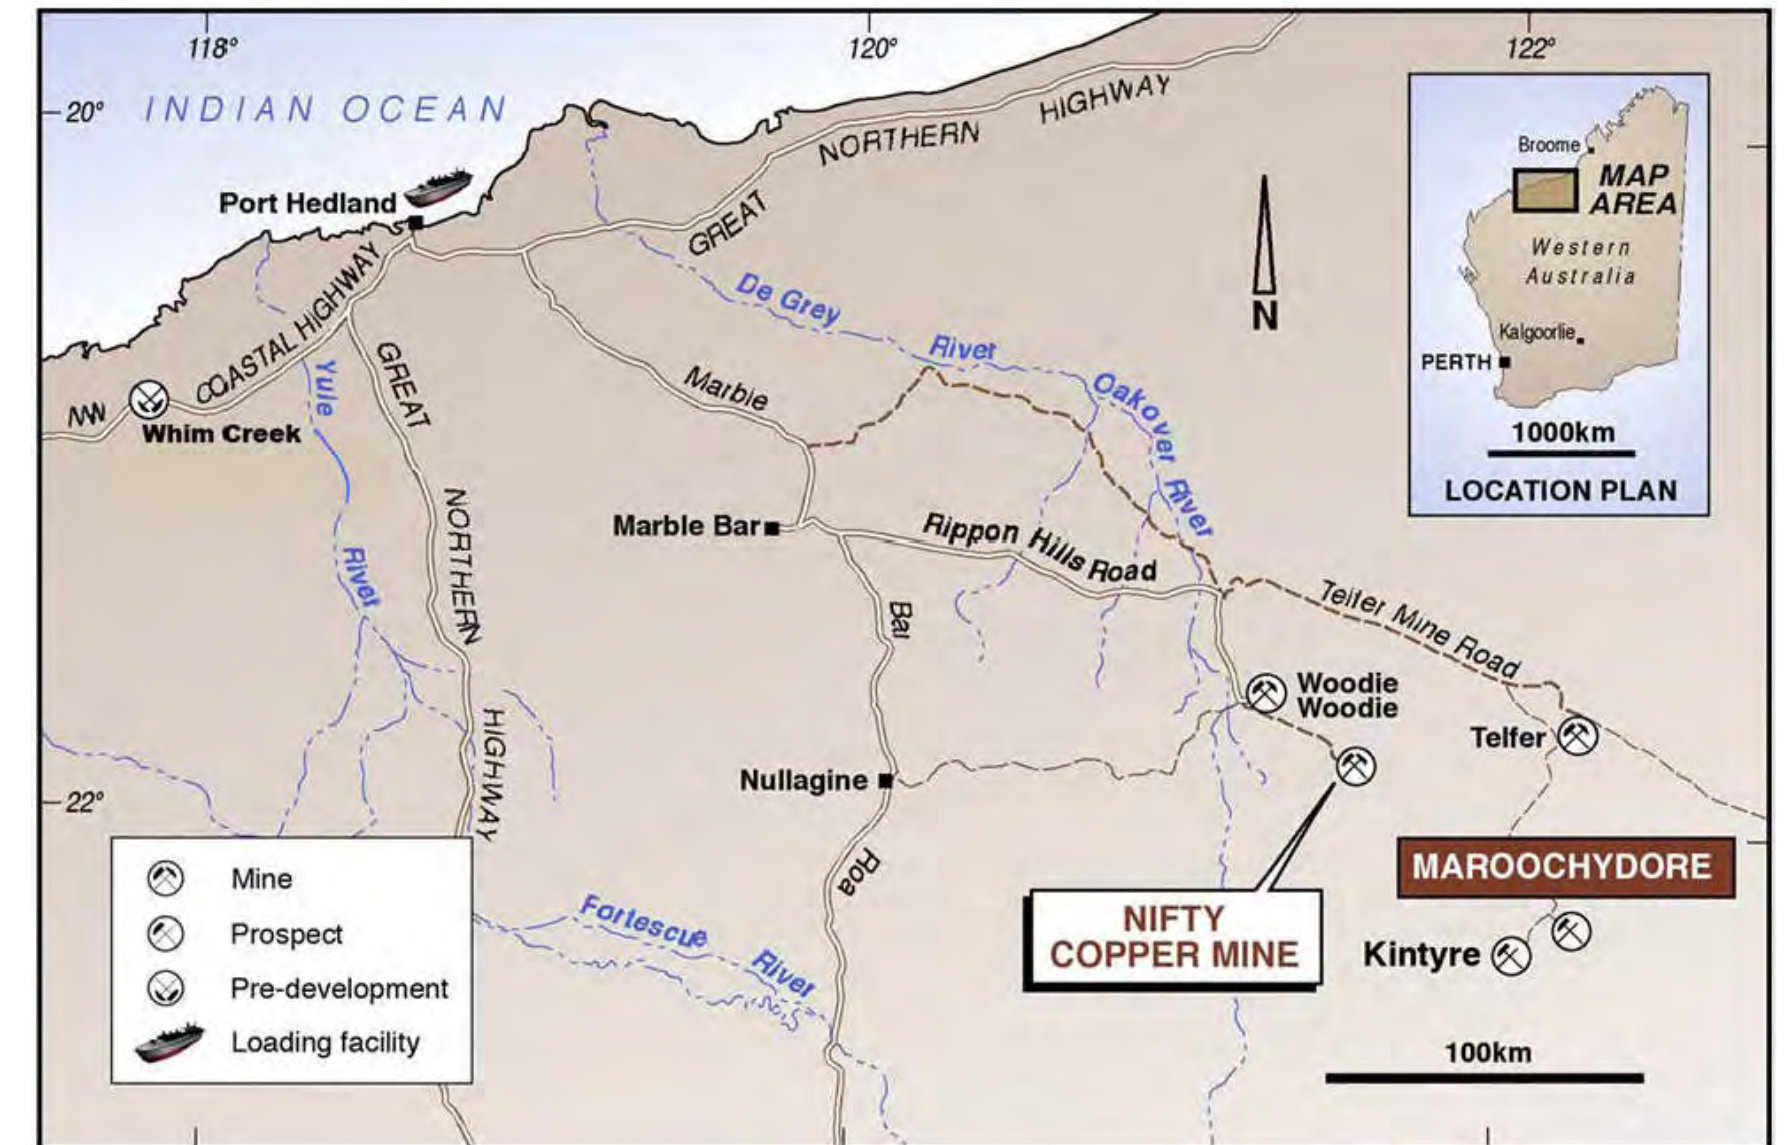 118°
120°
122°
20°
INDIAN OCEAN
NORTHERN
HIGHWAY
GREAT
Port Hedland
COASTAL HIGHWAY
NW
Whim Creek
Yule
River
GREAT
NORTHERN
HIGHWAY
De Grey
River
Oakover
River
Marble
Marble Bar
Rippon Hills Road
Bar
Telfer Mine Road
Woodie
Woodie
Telfer
Nullagine
22°
Roa
NIFTY
COPPER MINE
MAROOCHYDORE
Kintyre
Fortescue
River
100km
N
Broome
MAP
AREA
Western
Australia
Kalgoorlie
PERTH
1000km
LOCATION PLAN
Mine
Prospect
Pre-development
Loading facility